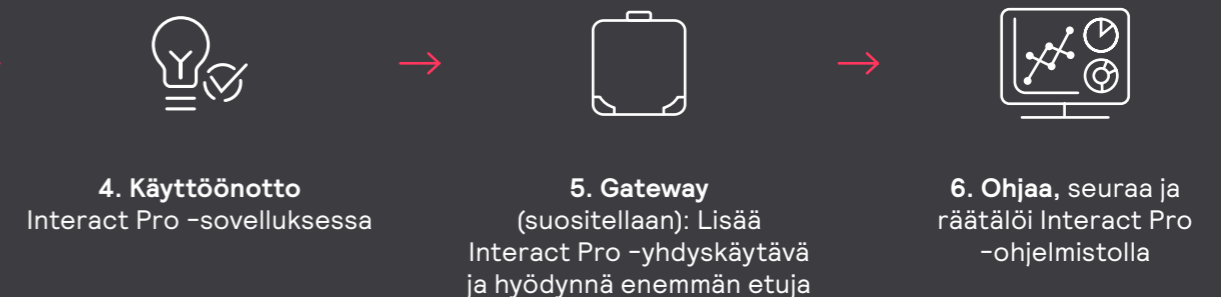 4. Käyttöönotto
Interact Pro -sovelluksessa
5. Gateway
(suositellaan): Lisää
Interact Pro -yhdyskäytävä
ja hyödynnä enemmän etuja
6. Ohjaa, seuraa ja
räätälöi Interact Pro
-ohjelmistolla